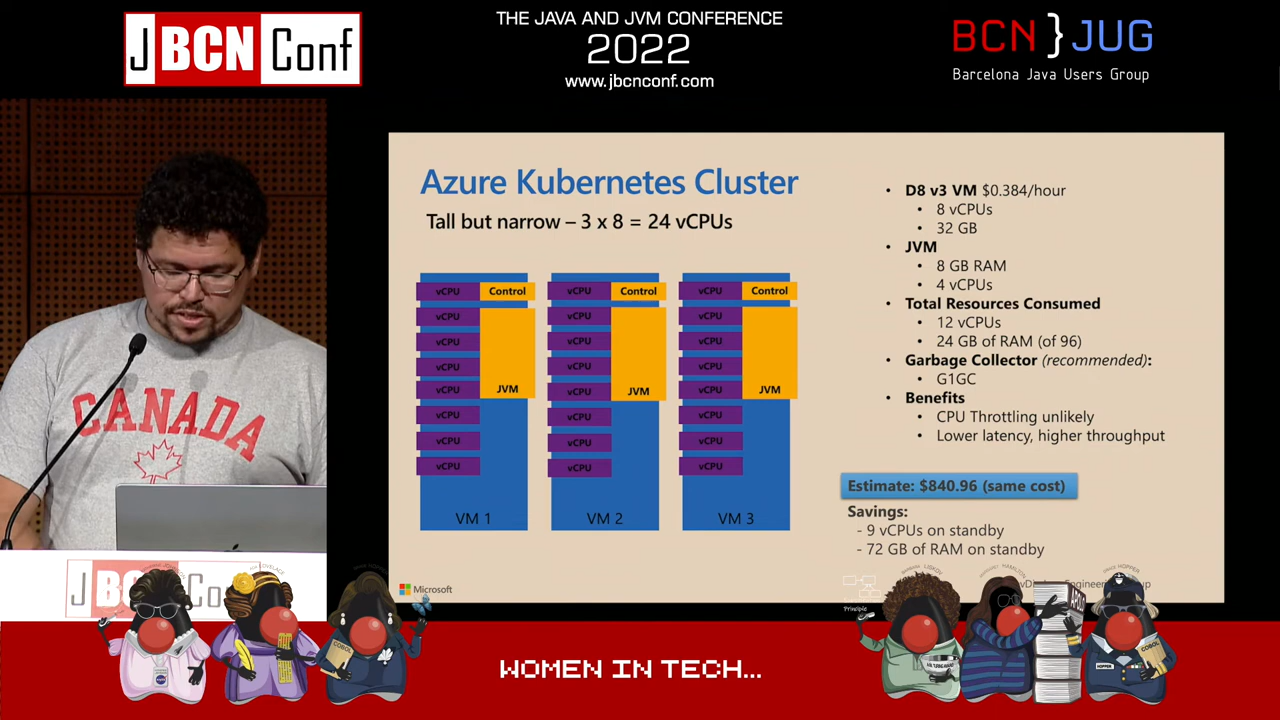 JBCNConf
THE JAVA AND JVM CONFERENCE
2022
www.jbcnconf.com
BCN}JUG
Barcelona Java Users Group
CANADA
Azure Kubernetes Cluster
Tall but narrow – 3 x 8 = 24 vCPUs
vCPU Control vCPU Control vCPU Control
vCPU vCPU vCPU
vCPU vCPU vCPU
vCPU vCPU vCPU
vCPU JVM vCPU JVM vCPU JVM
vCPU vCPU vCPU
vCPU vCPU vCPU
vCPU vCPU vCPU
VM 1 VM 2 VM 3
• D8 v3 VM $0.384/hour
• 8 vCPUs
• 32 GB
• JVM
• 8 GB RAM
• 4 vCPUs
• Total Resources Consumed
• 12 vCPUs
• 24 GB of RAM (of 96)
• Garbage Collector (recommended):
• G1GC
• Benefits
• CPU Throttling unlikely
• Lower latency, higher throughput
Estimate: $840.96 (same cost)
Savings:
- 9 vCPUs on standby
- 72 GB of RAM on standby
Microsoft
Principle
COBOL
HOPPER
COBOL
WOMEN IN TECH...